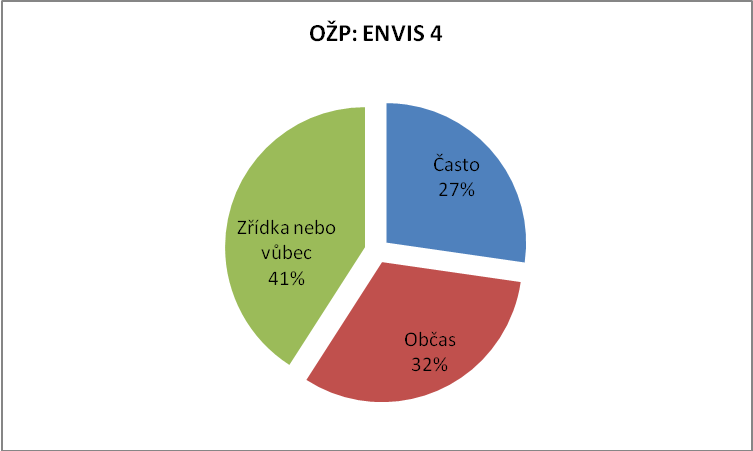 OŽP: ENVIS 4
Často
27%
Občas
32%
Zřídka nebo
vůbec
41%